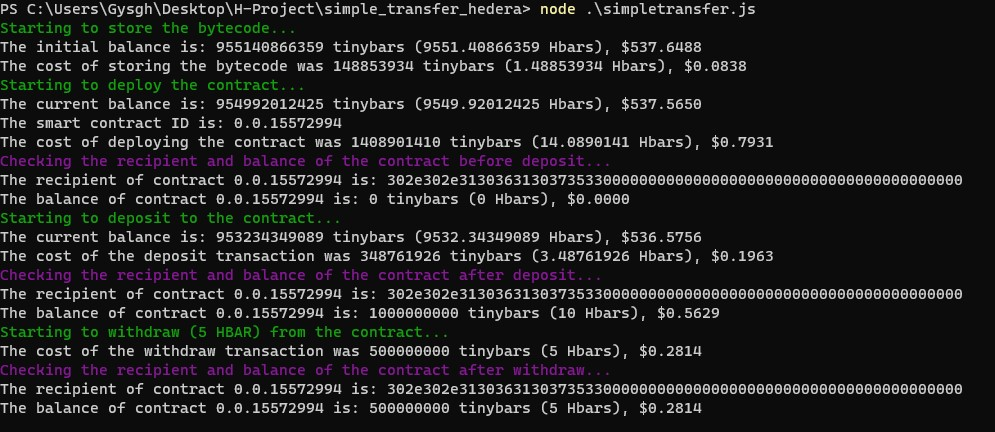 PS C:\Users\Gysgh\Desktop\H-Project\simple_transfer_hedera> node .\simpletransfer.js
Starting to store the bytecode...
The initial balance is: 955140866359 tinybars (9551.40866359 Hbars), $537.6488
The cost of storing the bytecode was 148853934 tinybars (1.48853934 Hbars), $0.0838
Starting to deploy the contract...
The current balance is: 954992012425 tinybars (9549.92012425 Hbars), $537.5650
The smart contract ID is: 0.0.15572994
The cost of deploying the contract was 1408901410 tinybars (14.0890141 Hbars), $0.7931
Checking the recipient and balance of the contract before deposit...
The recipient of contract 0.0.15572994 is: 302e302e3130363130373533000000000000000000000000000000000000000000
The balance of contract 0.0.15572994 is: 0 tinybars (0 Hbars), $0.0000
Starting to deposit to the contract...
The current balance is: 953234349089 tinybars (9532.34349089 Hbars), $536.5756
The cost of the deposit transaction was 348761926 tinybars (3.48761926 Hbars), $0.1963
Checking the recipient and balance of the contract after deposit...
The recipient of contract 0.0.15572994 is: 302e302e3130363130373533000000000000000000000000000000000000000000
The balance of contract 0.0.15572994 is: 1000000000 tinybars (10 Hbars), $0.5629
Starting to withdraw (5 HBAR) from the contract...
The cost of the withdraw transaction was 500000000 tinybars (5 Hbars), $0.2814
Checking the recipient and balance of the contract after withdraw...
The recipient of contract 0.0.15572994 is: 302e302e3130363130373533000000000000000000000000000000000000000000
The balance of contract 0.0.15572994 is: 500000000 tinybars (5 Hbars), $0.2814